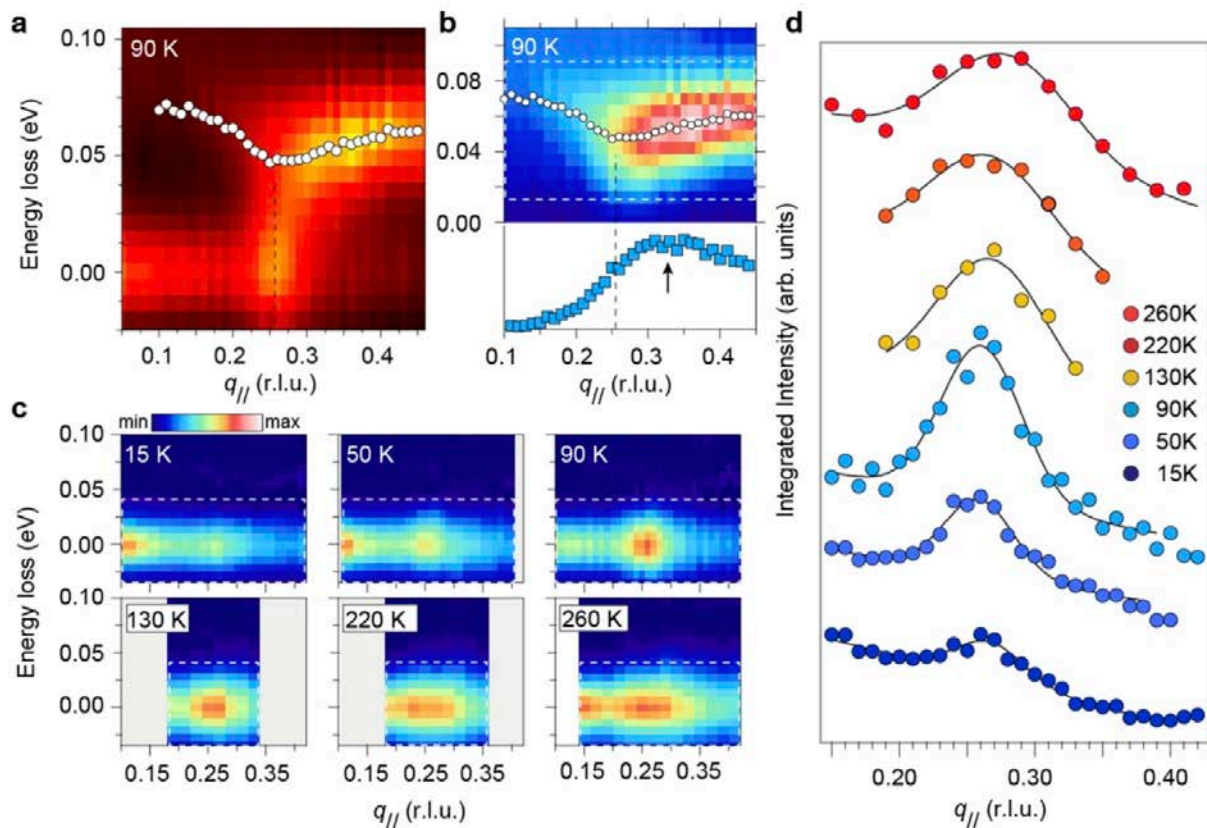 a
90 K
0.10
0.05
0.00
Energy loss (eV)
0.1 0.2 0.3 0.4
q// (r.l.u.)
b
90 K
0.08
0.04
0.00
0.1 0.2 0.3 0.4
q// (r.l.u.)
c
min max
15 K
50 K
90 K
0.10
0.05
0.00
130 K
220 K
260 K
0.10
0.05
0.00
Energy loss (eV)
0.15 0.25 0.35 0.15 0.25 0.35 0.15 0.25 0.35
q// (r.l.u.)
d
Integrated Intensity (arb. units)
260K
220K
130K
90K
50K
15K
0.20 0.30 0.40
q// (r.l.u.)